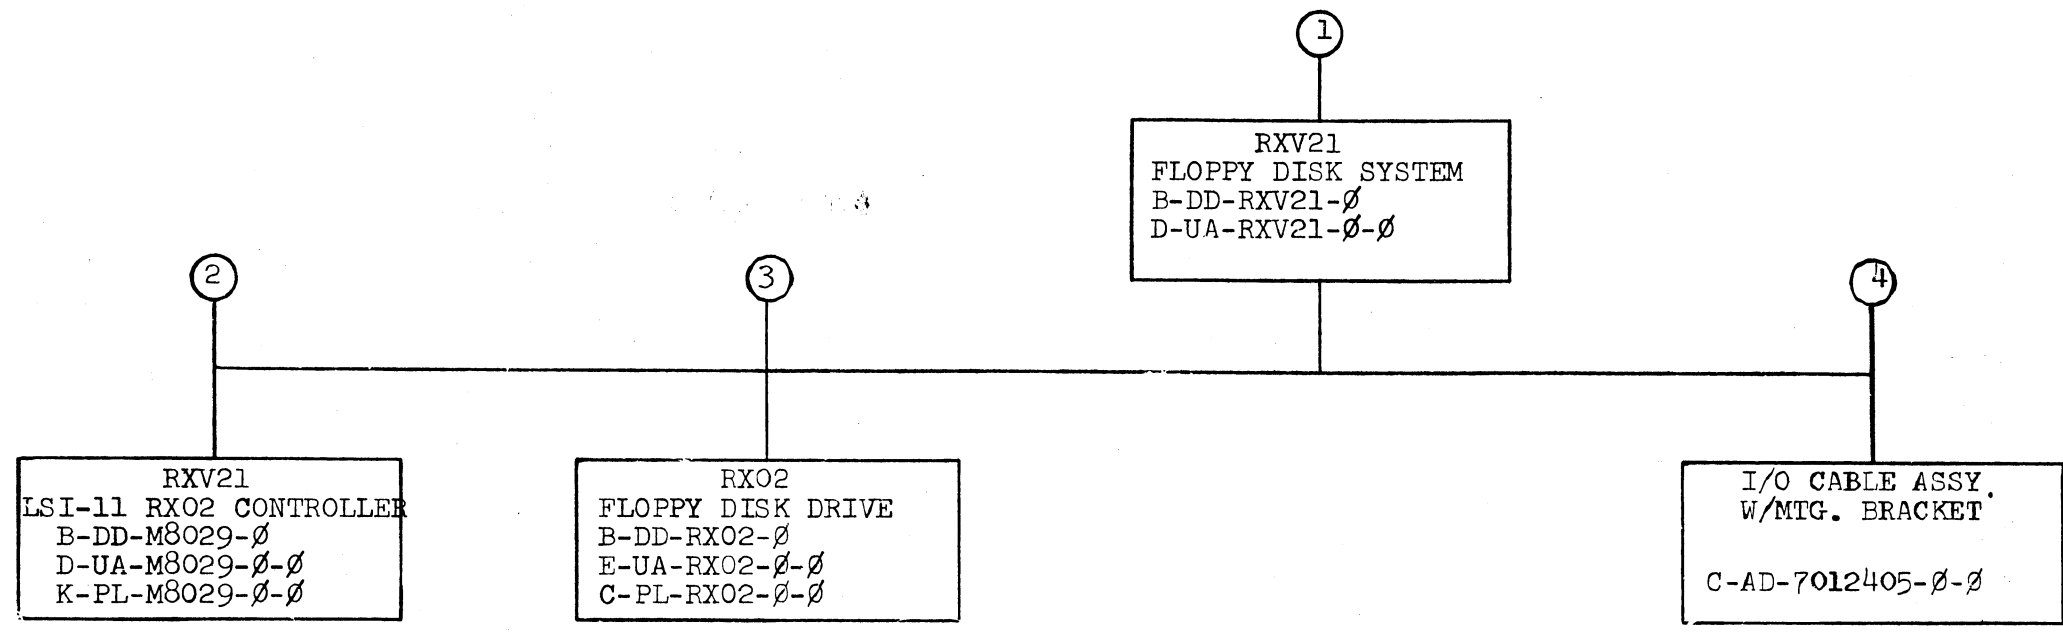 1
RXV21
FLOPPY DISK SYSTEM
B-DD-RXV21-Ø
D-UA-RXV21-Ø-Ø
2
3
4
RXV21
LSI-11 RX02 CONTROLLER
B-DD-M8029-Ø
D-UA-M8029-Ø-Ø
K-PL-M8029-Ø-Ø
RX02
FLOPPY DISK DRIVE
B-DD-RX02-Ø
E-UA-RX02-Ø-Ø
C-PL-RX02-Ø-Ø
I/O CABLE ASSY.
W/MTG. BRACKET
C-AD-7012405-Ø-Ø